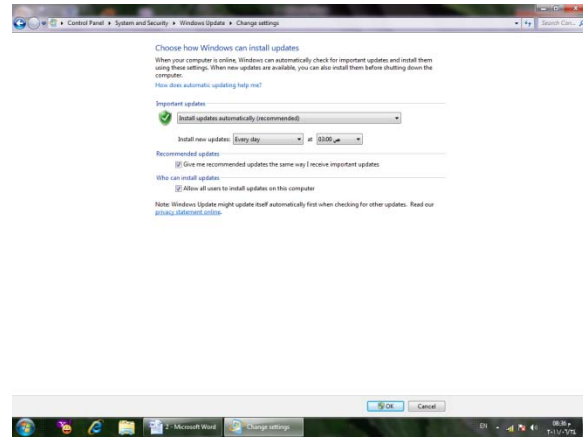 Control Panel ▸ System and Security ▸ Windows Update ▸ Change settings
Search Con...
Choose how Windows can install updates
When your computer is online, Windows can automatically check for important updates and install them
using these settings. When new updates are available, you can also install them before shutting down the
computer.
How does automatic updating help me?
Important updates
Install updates automatically (recommended)
Install new updates: Every day at 03:00 ص
Recommended updates
Give me recommended updates the same way I receive important updates
Who can install updates
Allow all users to install updates on this computer
Note: Windows Update might update itself automatically first when checking for other updates. Read our
privacy statement online.
OK Cancel
2 - Microsoft Word Change settings EN